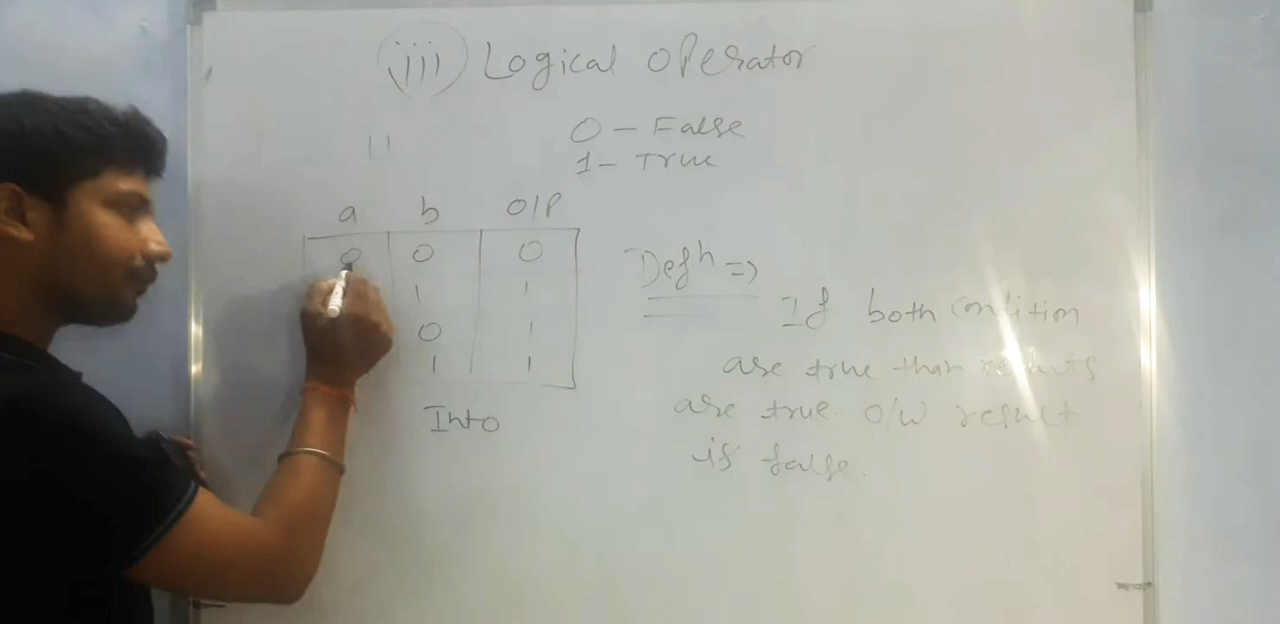 iii) Logical Operator
0 - False
1 - True
||
a b O/P
0 0 0
1 1
0 1
1 1
Into
Defn =>
If both condition
are true than results
are true o/w result
is false.